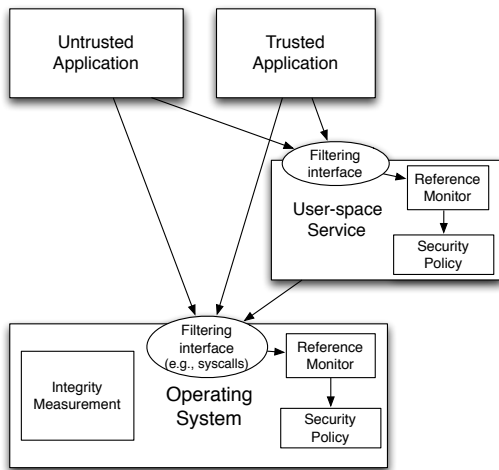 Untrusted
Application
Trusted
Application
Filtering
interface
Reference
Monitor
User-space
Service
Security
Policy
Filtering
interface
(e.g., syscalls)
Reference
Monitor
Integrity
Measurement
Operating
System
Security
Policy